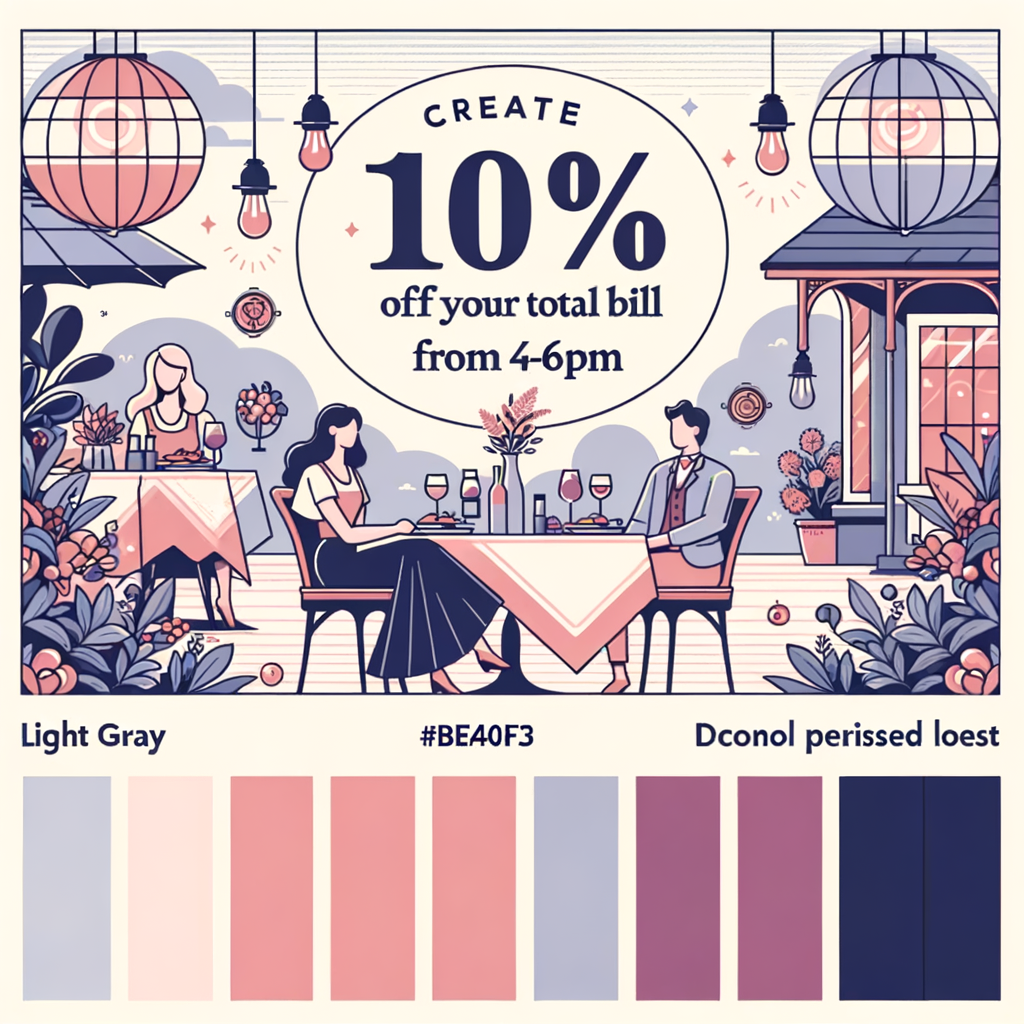 CREATE
10%
off your total bill
from 4-6pm
Light Gray
#BE40F3
Dconol perissed loest